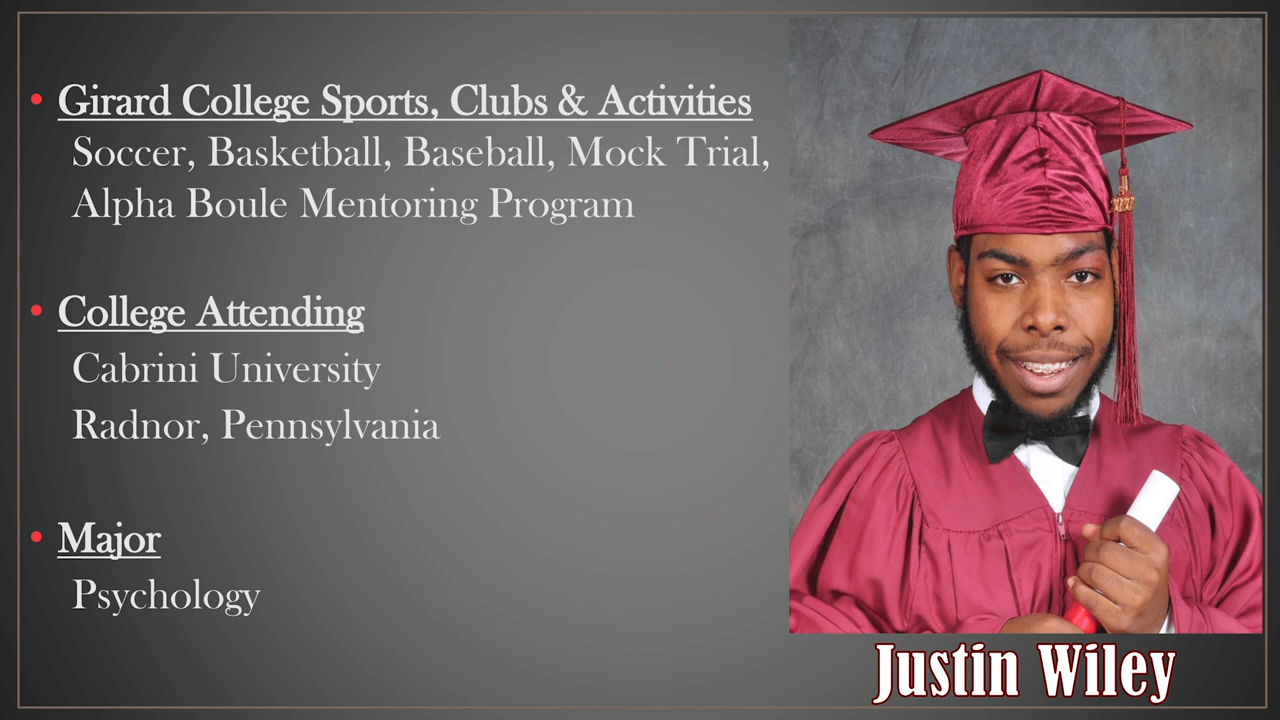 Girard College Sports, Clubs & Activities
Soccer, Basketball, Baseball, Mock Trial,
Alpha Boule Mentoring Program
College Attending
Cabrini University
Radnor, Pennsylvania
Major
Psychology
Justin Wiley